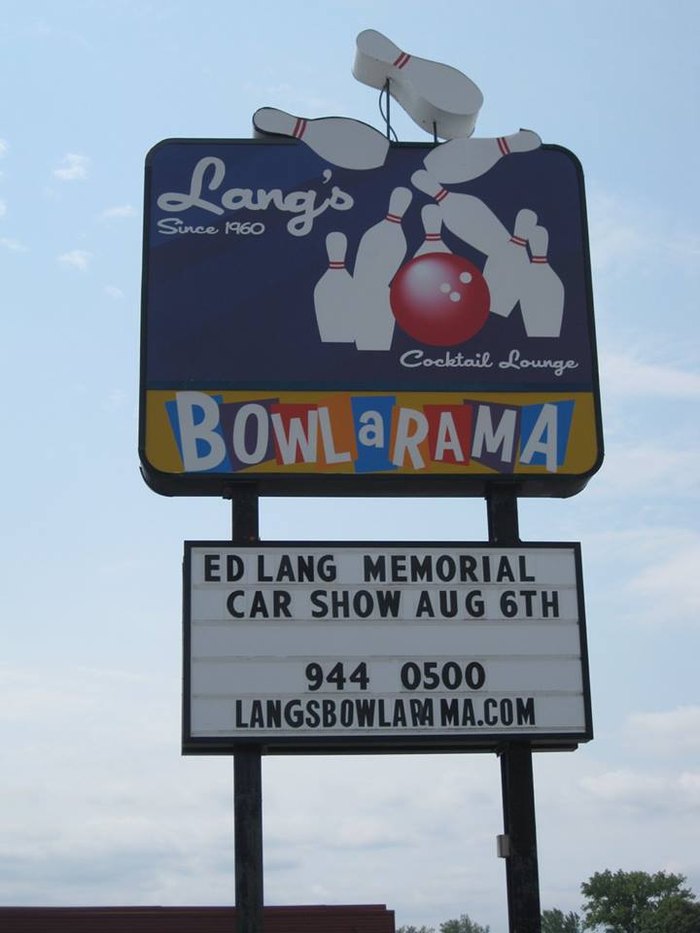 Lang's
Since 1960
Cocktail Lounge
BOWLaRAMA
ED LANG MEMORIAL
CAR SHOW AUG 6TH
944 0500
LANGSBOWLARAMA.COM